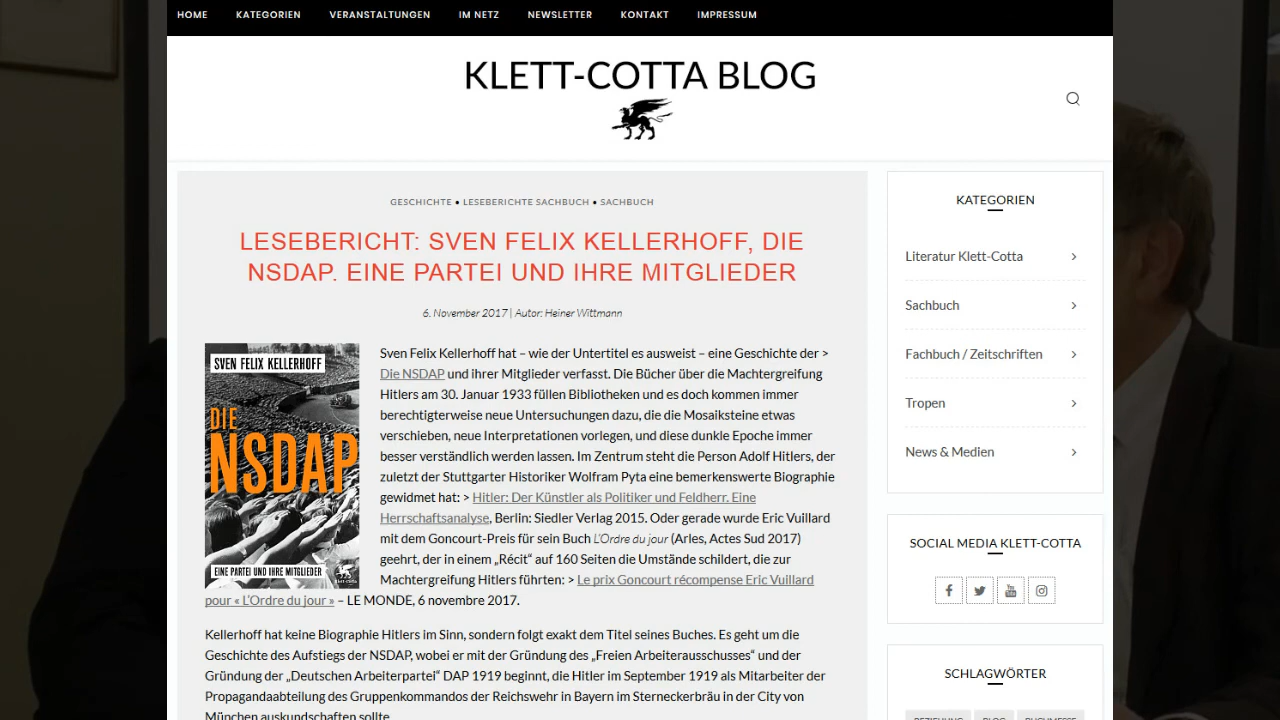 HOME KATEGORIEN VERANSTALTUNGEN IM NETZ NEWSLETTER KONTAKT IMPRESSUM
KLETT-COTTA BLOG
GESCHICHTE • LESEBERICHTE SACHBUCH • SACHBUCH
LESEBERICHT: SVEN FELIX KELLERHOFF, DIE
NSDAP. EINE PARTEI UND IHRE MITGLIEDER
6. November 2017 | Autor: Heiner Wittmann
SVEN FELIX KELLERHOFF
DIE
NSDAP
EINE PARTEI UND IHRE MITGLIEDER
Sven Felix Kellerhoff hat – wie der Untertitel es ausweist – eine Geschichte der >
Die NSDAP und ihrer Mitglieder verfasst. Die Bücher über die Machtergreifung
Hitlers am 30. Januar 1933 füllen Bibliotheken und es doch kommen immer
berechtigterweise neue Untersuchungen dazu, die die Mosaiksteine etwas
verschieben, neue Interpretationen vorlegen, und diese dunkle Epoche immer
besser verständlich werden lassen. Im Zentrum steht die Person Adolf Hitlers, der
zuletzt der Stuttgarter Historiker Wolfram Pyta eine bemerkenswerte Biographie
gewidmet hat: > Hitler: Der Künstler als Politiker und Feldherr. Eine
Herrschaftsanalyse, Berlin: Siedler Verlag 2015. Oder gerade wurde Eric Vuillard
mit dem Goncourt-Preis für sein Buch L'Ordre du jour (Arles, Actes Sud 2017)
geehrt, der in einem „Récit“ auf 160 Seiten die Umstände schildert, die zur
Machtergreifung Hitlers führten: > Le prix Goncourt récompense Eric Vuillard
pour « L'Ordre du jour » – LE MONDE, 6 novembre 2017.
Kellerhoff hat keine Biographie Hitlers im Sinn, sondern folgt exakt dem Titel seines Buches. Es geht um die
Geschichte des Aufstiegs der NSDAP, wobei er mit der Gründung des „Freien Arbeiterausschusses“ und der
Gründung der „Deutschen Arbeiterpartei“ DAP 1919 beginnt, die Hitler im September 1919 als Mitarbeiter der
Propagandaabteilung des Gruppenkommandos der Reichswehr in Bayern im Sterneckerbräu in der City von
München auskundschaften sollte.
KATEGORIEN
Literatur Klett-Cotta
Sachbuch
Fachbuch / Zeitschriften
Tropen
News & Medien
SOCIAL MEDIA KLETT-COTTA
SCHLAGWÖRTER
BEZIEHUNG BLOG BUCHMESSE